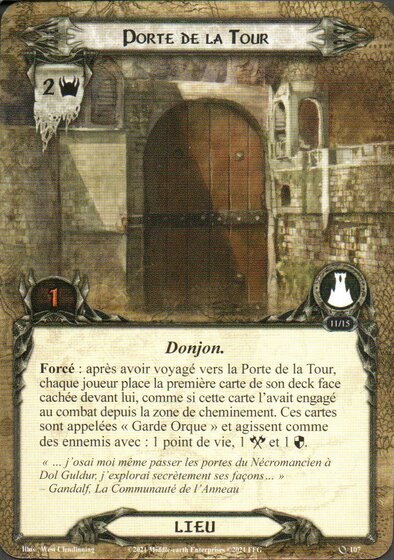 Porte de la Tour
2
1
11/15
Donjon.
Forcé : après avoir voyagé vers la Porte de la Tour,
chaque joueur place la première carte de son deck face
cachée devant lui, comme si cette carte l'avait engagé
au combat depuis la zone de cheminement. Ces cartes
sont appelées « Garde Orque » et agissent comme
des ennemis avec : 1 point de vie, 1 et 1 .
« … j'osai moi même passer les portes du Nécromancien à
Dol Guldur, j'explorai secrètement ses façons… »
– Gandalf, La Communauté de l'Anneau
LIEU
Illus. West Clendinning
©2021 Middle-earth Enterprises ©2021 FFG
107